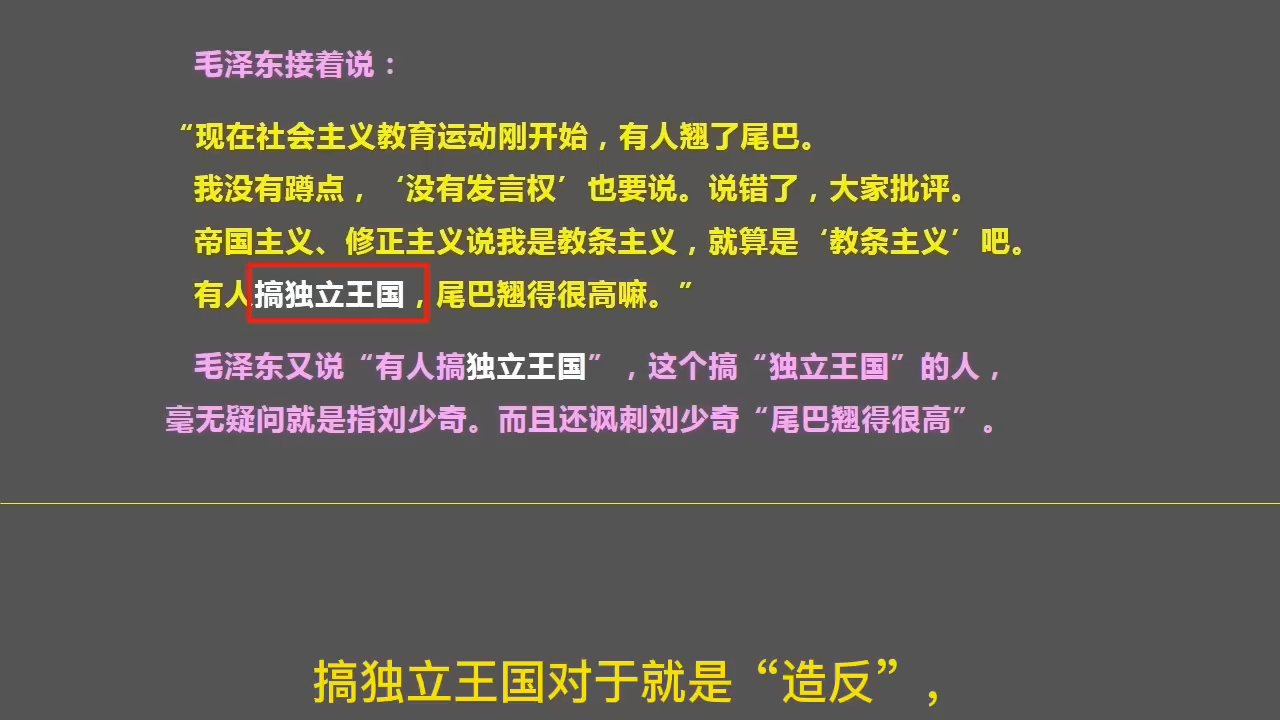 毛泽东接着说：
“现在社会主义教育运动刚开始，有人翘了尾巴。
我没有蹲点，‘没有发言权’也要说。说错了，大家批评。
帝国主义、修正主义说我是教条主义，就算是‘教条主义’吧。
有人搞独立王国，尾巴翘得很高嘛。”
毛泽东又说“有人搞独立王国”，这个搞“独立王国”的人，
毫无疑问就是指刘少奇。而且还讽刺刘少奇“尾巴翘得很高”。
搞独立王国对于就是“造反”，